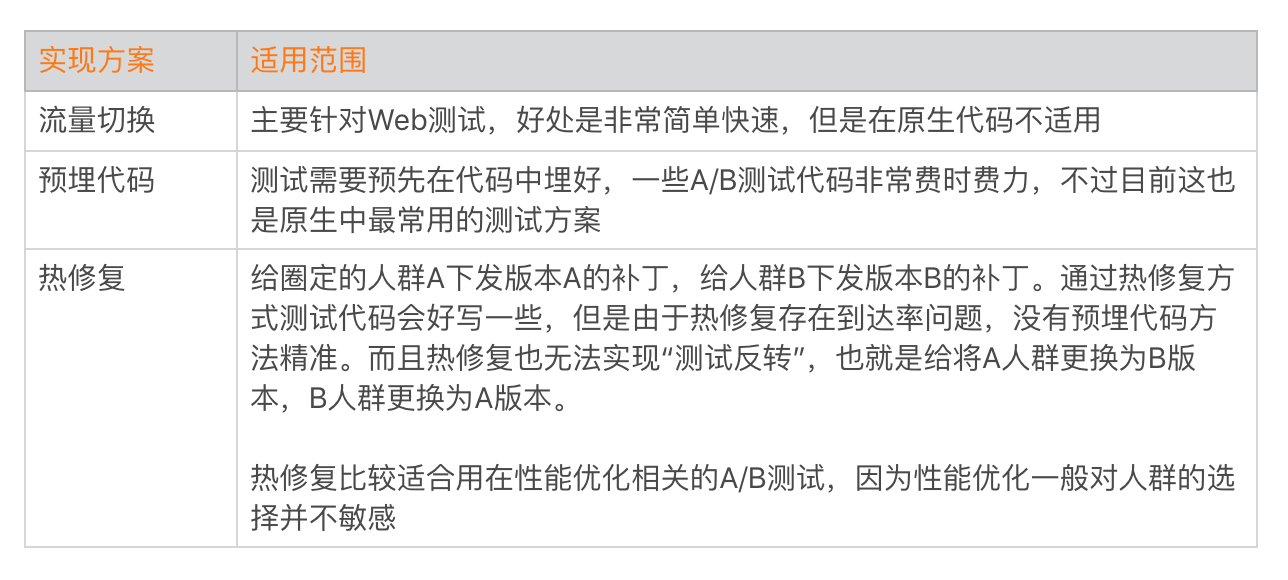 实现方案
适用范围
流量切换
主要针对Web测试，好处是非常简单快速，但是在原生代码不适用
预埋代码
测试需要预先在代码中埋好，一些A/B测试代码非常费时费力，不过目前这也
是原生中最常用的测试方案
热修复
给圈定的人群A下发版本A的补丁，给人群B下发版本B的补丁。通过热修复方
式测试代码会好写一些，但是由于热修复存在到达率问题，没有预埋代码方
法精准。而且热修复也无法实现“测试反转”，也就是给将A人群更换为B版
本，B人群更换为A版本。
热修复比较适合用在性能优化相关的A/B测试，因为性能优化一般对人群的选
择并不敏感